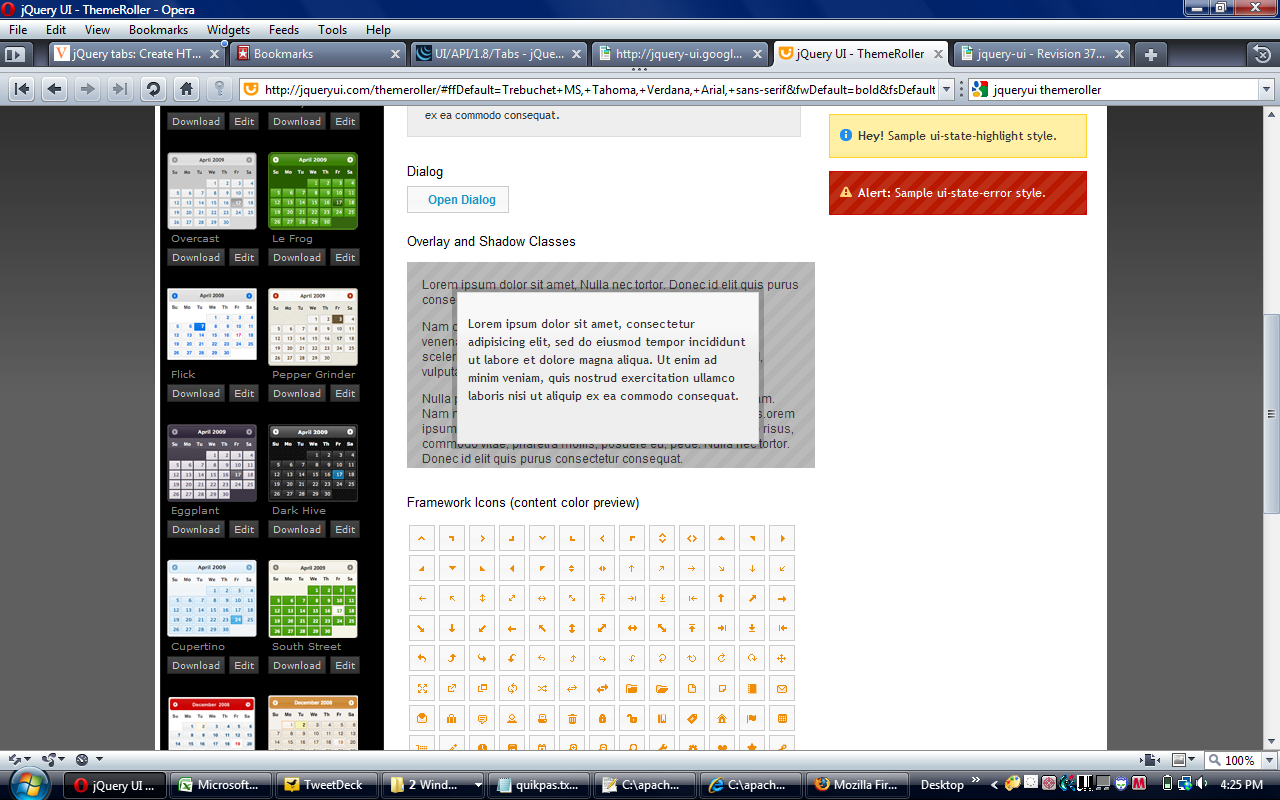 jQuery UI - ThemeRoller - Opera
File Edit View Bookmarks Widgets Feeds Tools Help
jQuery tabs: Create HT...
Bookmarks
UI/API/1.8/Tabs - jQue...
http://jquery-ui.googl...
jQuery UI - ThemeRoller
jquery-ui - Revision 37...
http://jqueryui.com/themeroller/#ffDefault=Trebuchet+MS,+Tahoma,+Verdana,+Arial,+sans-serif&fwDefault=bold&fsDefault
jqueryui themeroller
Download Edit Download Edit
April 2009 April 2009
Overcast Le Frog
Download Edit Download Edit
April 2009 April 2009
Flick Pepper Grinder
Download Edit Download Edit
April 2009 April 2009
Eggplant Dark Hive
Download Edit Download Edit
April 2009 April 2009
Cupertino South Street
Download Edit Download Edit
December 2008 December 2008
ex ea commodo consequat.
Dialog
Open Dialog
Overlay and Shadow Classes
Lorem ipsum dolor sit amet, Nulla nec tortor. Donec id elit quis purus
conse
Nam
venena
sceler
vulputa
Nulla
am.
Nam
s.orem
ipsum
risus,
commodo vitae, pharetra mollis, posuere eu, pede. Nulla nec tortor.
Donec id elit quis purus consectetur consequat.
Lorem ipsum dolor sit amet, consectetur
adipisicing elit, sed do eiusmod tempor incididunt
ut labore et dolore magna aliqua. Ut enim ad
minim veniam, quis nostrud exercitation ullamco
laboris nisi ut aliquip ex ea commodo consequat.
Framework Icons (content color preview)
Hey! Sample ui-state-highlight style.
Alert: Sample ui-state-error style.
100%
jQuery UI ...
Microsoft...
TweetDeck
2 Wind...
quikpas.tx...
C:\apach...
C:\apach...
Mozilla Fir...
Desktop
4:25 PM